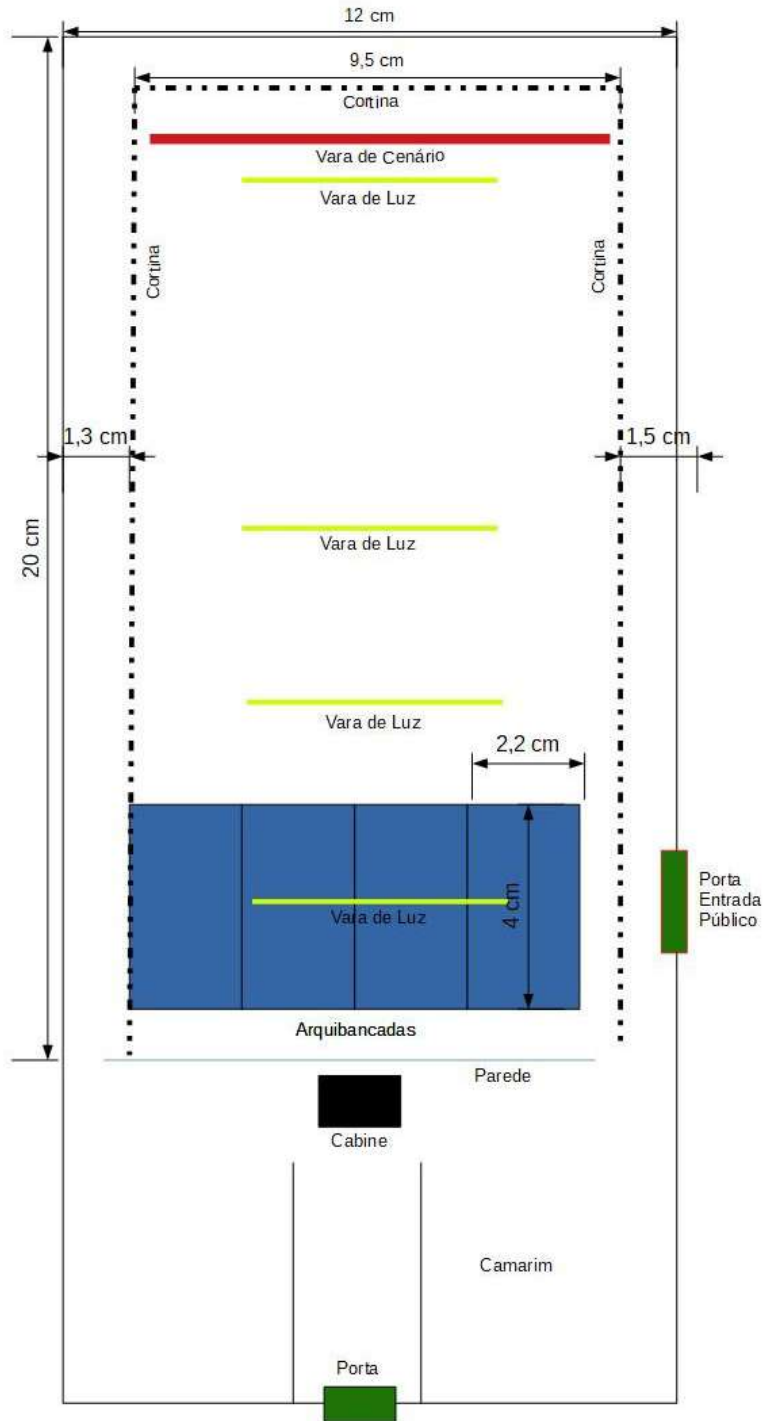 12 cm
9,5 cm
Cortina
Vara de Cenário
Vara de Luz
Cortina
Cortina
1,3 cm
1,5 cm
20 cm
Vara de Luz
Vara de Luz
2,2 cm
4 cm
Vara de Luz
Porta
Entrada
Público
Arquibancadas
Parede
Cabine
Camarim
Porta